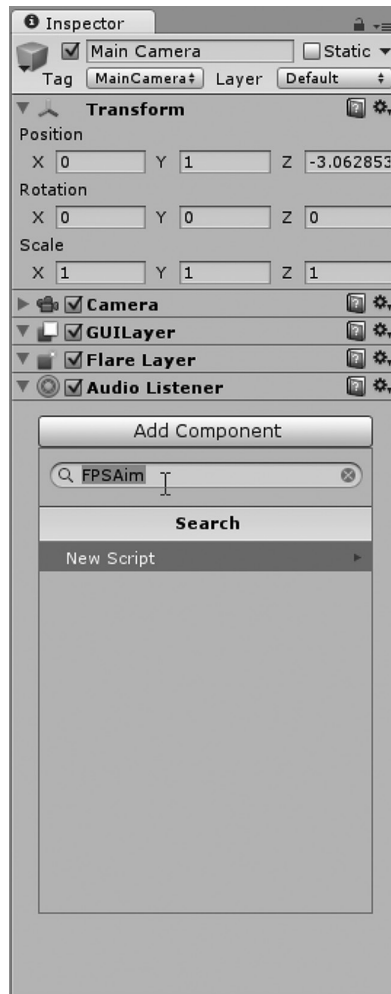 Inspector
Main Camera Static
Tag MainCamera Layer Default
Transform
Position
X 0 Y 1 Z -3.062853
Rotation
X 0 Y 0 Z 0
Scale
X 1 Y 1 Z 1
Camera
GUILayer
Flare Layer
Audio Listener
Add Component
FPSAim
Search
New Script